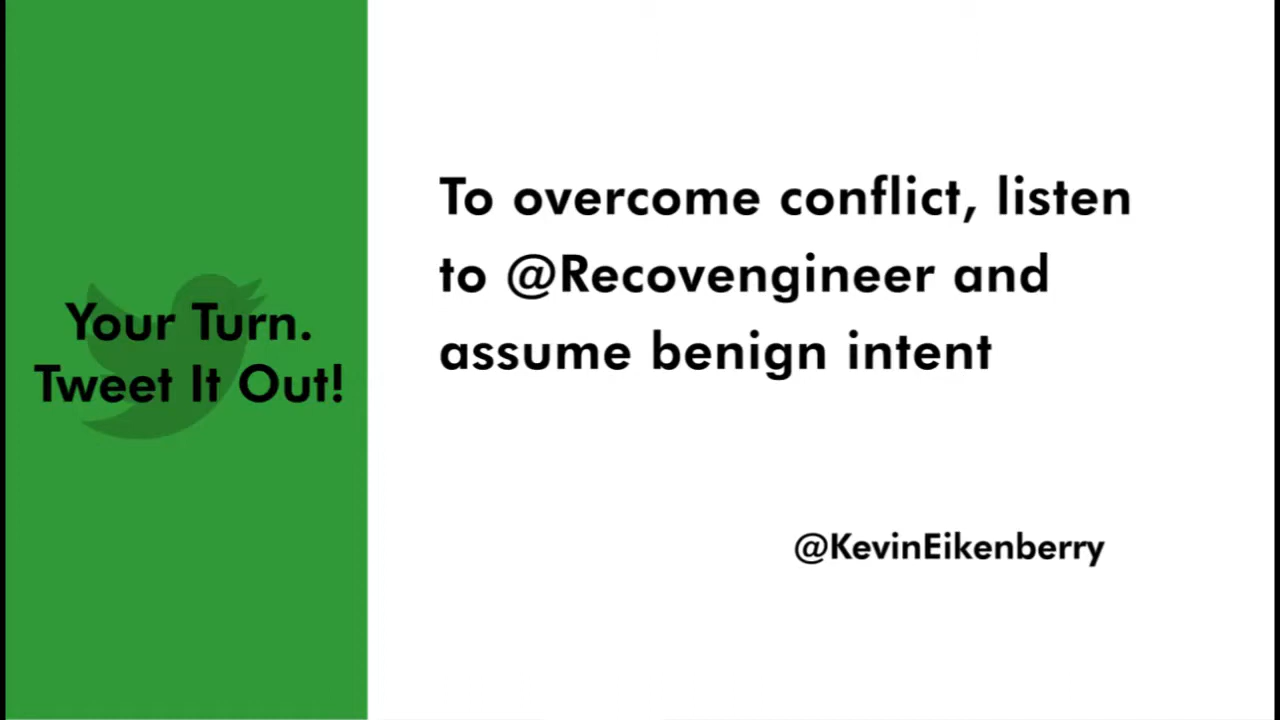 Your Turn.
Tweet It Out!
To overcome conflict, listen
to @Recovengineer and
assume benign intent
@KevinEikenberry